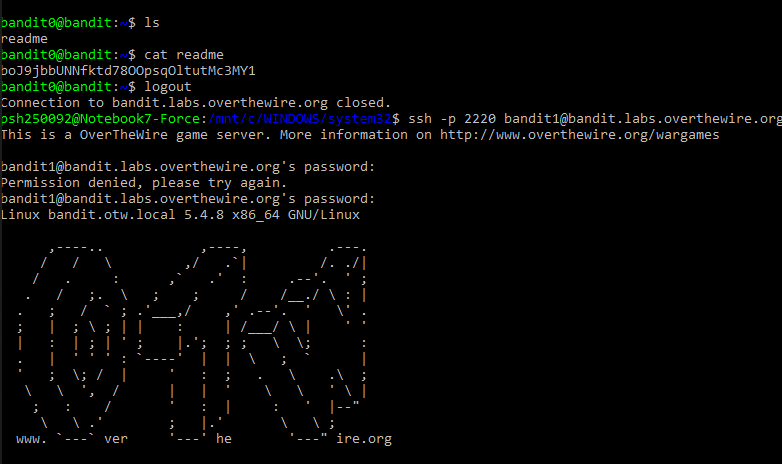 bandit0@bandit:~$ ls
readme
bandit0@bandit:~$ cat readme
boJ9jbbUNNfktd78OOpsqOltutMc3MY1
bandit0@bandit:~$ logout
Connection to bandit.labs.overthewire.org closed.
psh250092@Notebook7-Force:/mnt/c/WINDOWS/system32$ ssh -p 2220 bandit1@bandit.labs.overthewire.org
This is a OverTheWire game server. More information on http://www.overthewire.org/wargames
bandit1@bandit.labs.overthewire.org's password:
Permission denied, please try again.
bandit1@bandit.labs.overthewire.org's password:
Linux bandit.otw.local 5.4.8 x86_64 GNU/Linux
www. ver he ire.org